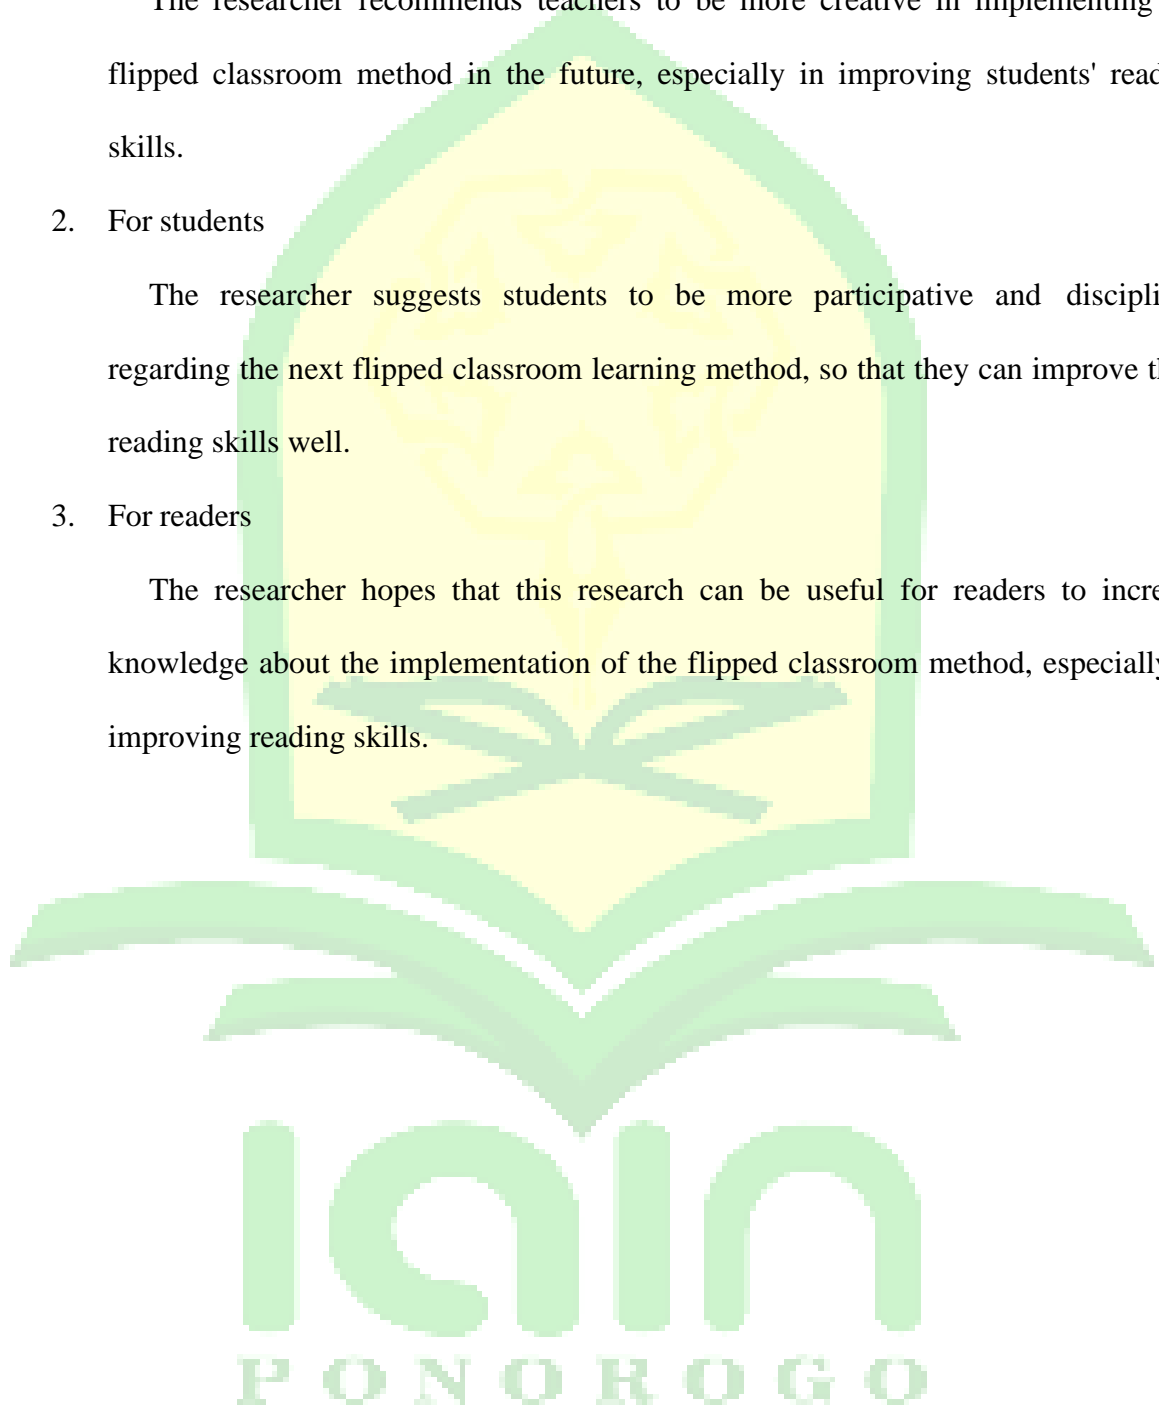 The researcher recommends teachers to be more creative in implementing
flipped classroom method in the future, especially in improving students' read
skills.
2. For students
The researcher suggests students to be more participative and discipli
regarding the next flipped classroom learning method, so that they can improve th
reading skills well.
3. For readers
The researcher hopes that this research can be useful for readers to incre
knowledge about the implementation of the flipped classroom method, especially
improving reading skills.
iain
PONOROGO